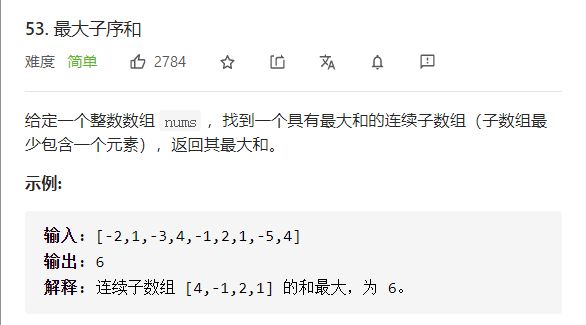 53. 最大子序和
难度 简单 2784
给定一个整数数组 nums ，找到一个具有最大和的连续子数组（子数组最
少包含一个元素），返回其最大和。
示例:
输入: [-2,1,-3,4,-1,2,1,-5,4]
输出: 6
解释: 连续子数组 [4,-1,2,1] 的和最大，为 6。